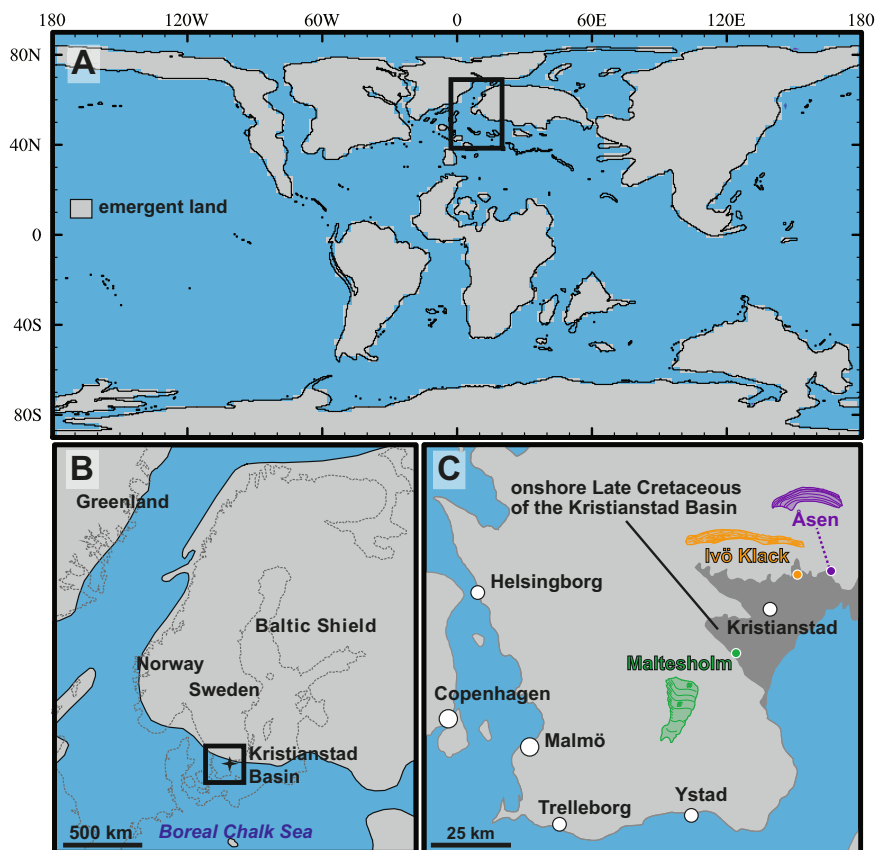 180 120W 60W 0 60E 120E 180
A
80N
40N
emergent land
0
40S
80S
B
Greenland
Baltic Shield
Norway
Sweden
Kristianstad
Basin
500 km
Boreal Chalk Sea
C
onshore Late Cretaceous
of the Kristianstad Basin
Åsen
Ivö Klack
Helsingborg
Kristianstad
Maltesholm
Copenhagen
Malmö
Trelleborg
Ystad
25 km